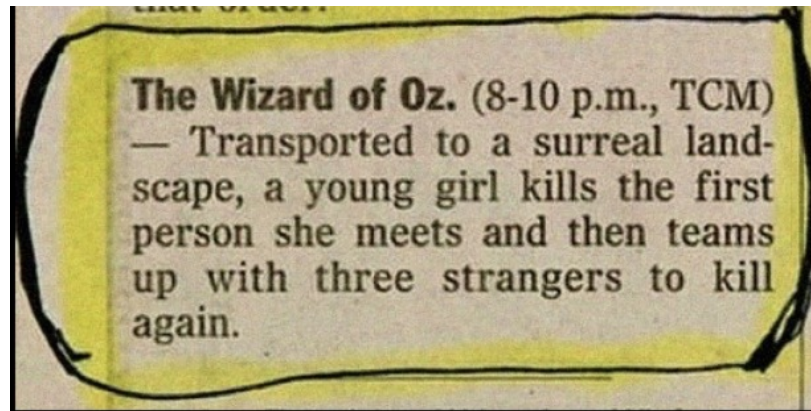 The Wizard of Oz. (8-10 p.m., TCM)
— Transported to a surreal land-
scape, a young girl kills the first
person she meets and then teams
up with three strangers to kill
again.